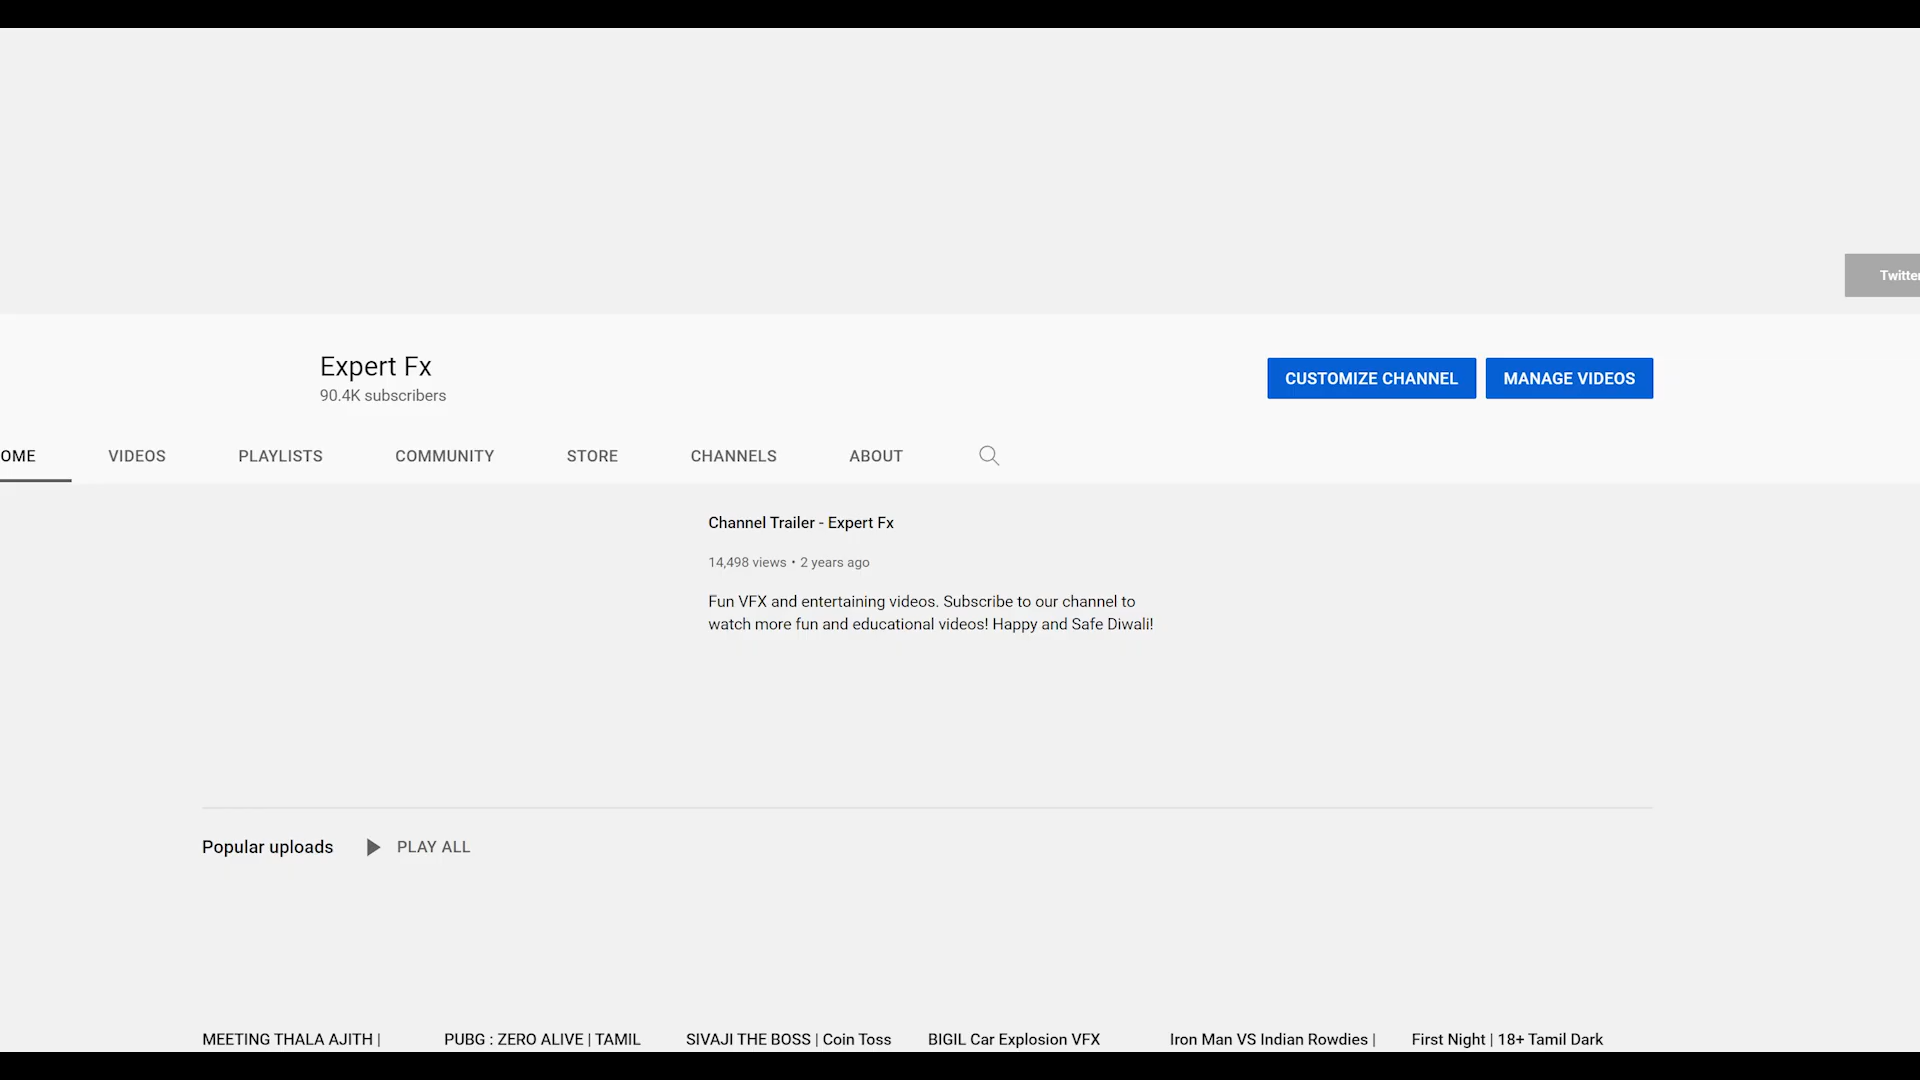 Twitter
Expert Fx
90.4K subscribers
CUSTOMIZE CHANNEL
MANAGE VIDEOS
OME
VIDEOS
PLAYLISTS
COMMUNITY
STORE
CHANNELS
ABOUT
Channel Trailer - Expert Fx
14,498 views • 2 years ago
Fun VFX and entertaining videos. Subscribe to our channel to
watch more fun and educational videos! Happy and Safe Diwali!
Popular uploads
PLAY ALL
MEETING THALA AJITH |
PUBG : ZERO ALIVE | TAMIL
SIVAJI THE BOSS | Coin Toss
BIGIL Car Explosion VFX
Iron Man VS Indian Rowdies |
First Night | 18+ Tamil Dark